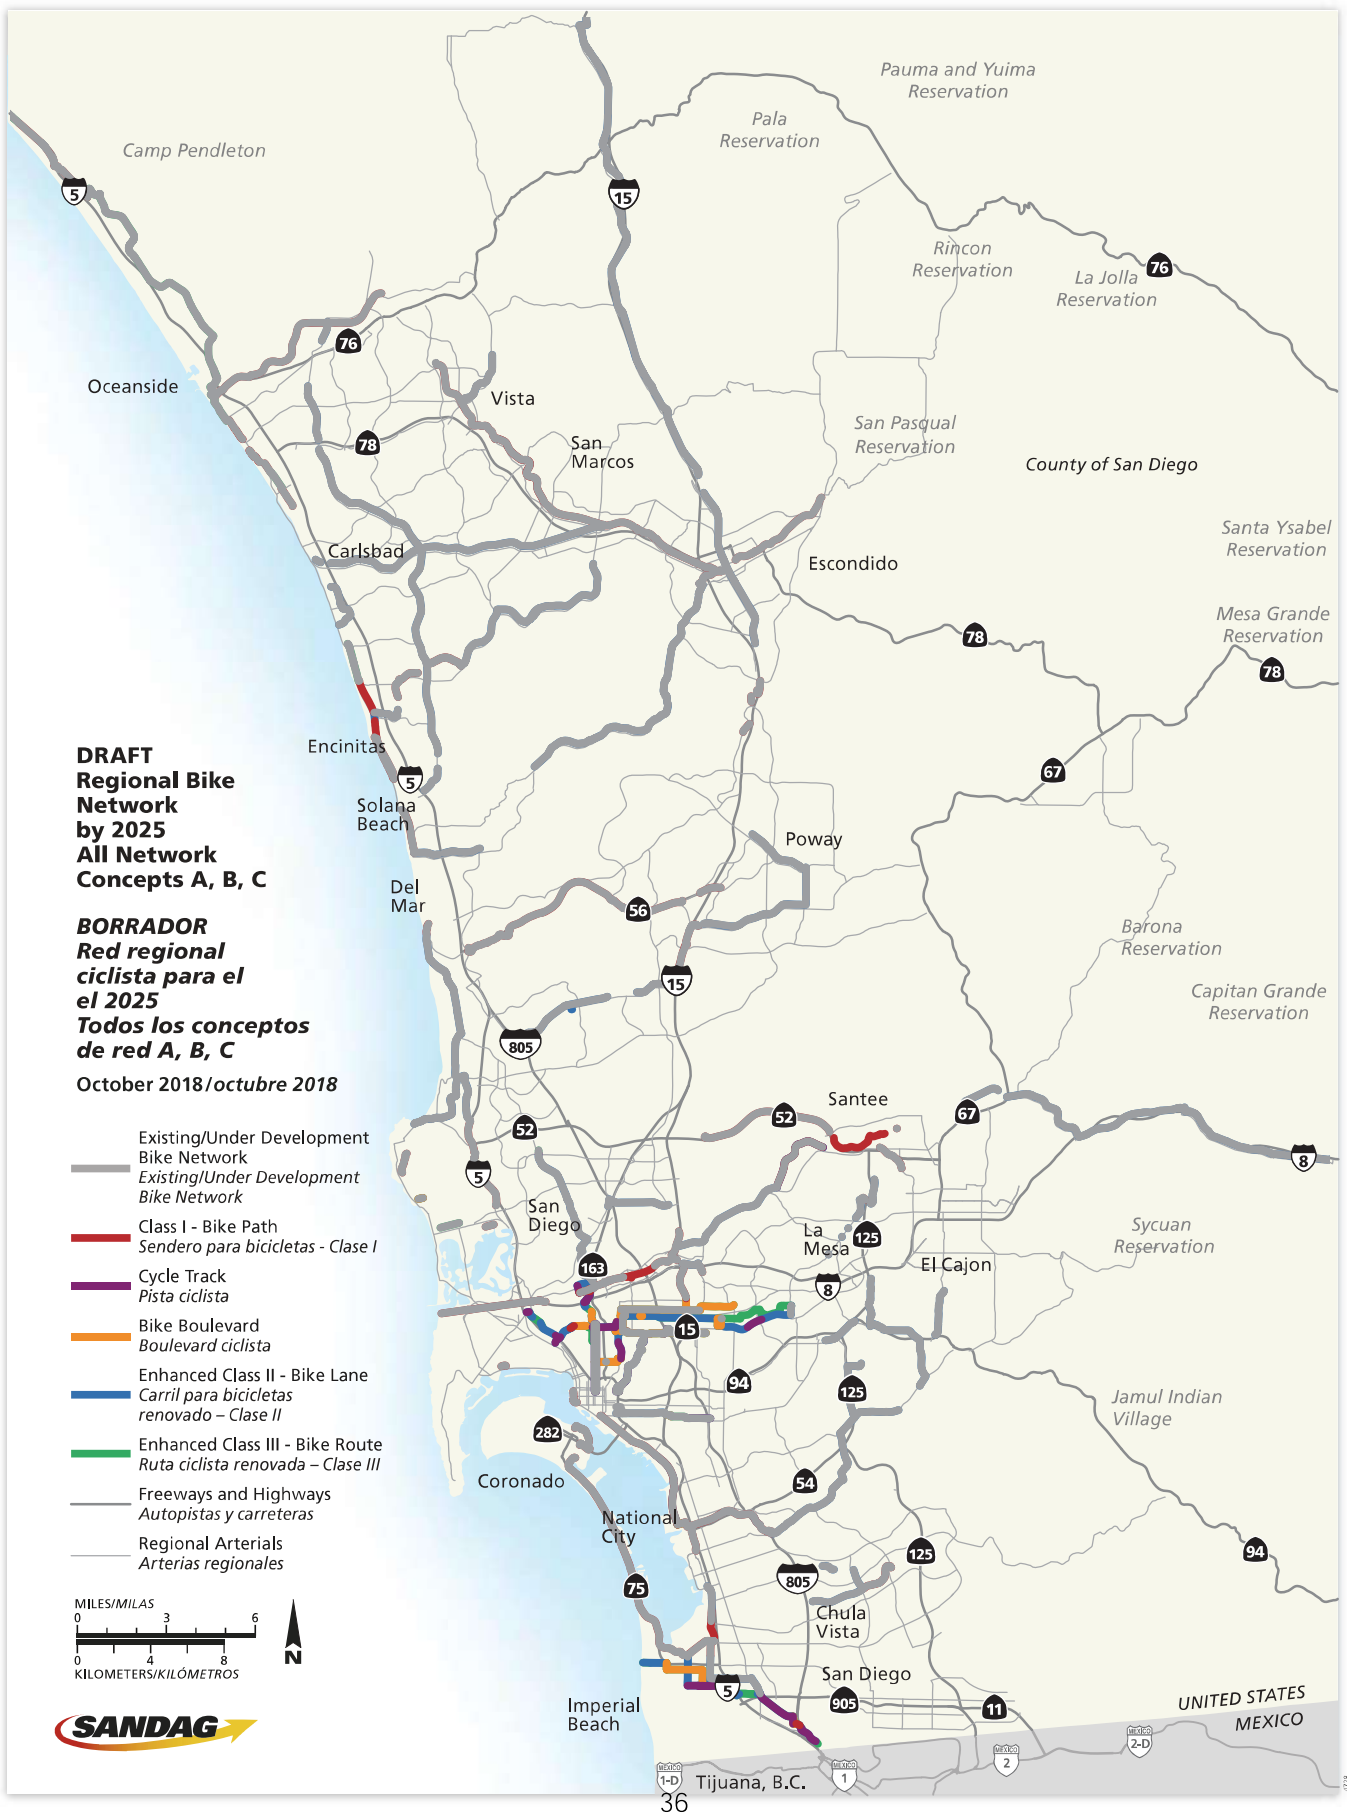 Pauma and Yuima
Reservation
Pala
Reservation
Camp Pendleton
5
15
Rincon
Reservation
La Jolla
Reservation
76
76
Oceanside
Vista
San Pasqual
Reservation
78
San
Marcos
County of San Diego
Santa Ysabel
Reservation
Carlsbad
Escondido
Mesa Grande
Reservation
78
78
Encinitas
67
5
Solana
Beach
Poway
Del
Mar
56
Barona
Reservation
15
Capitan Grande
Reservation
805
Santee
52
67
52
8
5
San
Diego
La
Mesa
125
Sycuan
Reservation
163
El Cajon
8
15
94
125
Jamul Indian
Village
282
Coronado
54
National
City
125
94
805
75
Chula
Vista
San Diego
5
905
11
Imperial
Beach
UNITED STATES
MEXICO
MEXICO
2-D
MEXICO
2
MEXICO
1-D
Tijuana, B.C.
MEXICO
1
DRAFT
Regional Bike
Network
by 2025
All Network
Concepts A, B, C
BORRADOR
Red regional
ciclista para el
el 2025
Todos los conceptos
de red A, B, C
October 2018/octubre 2018
Existing/Under Development
Bike Network
Existing/Under Development
Bike Network
Class I - Bike Path
Sendero para bicicletas - Clase I
Cycle Track
Pista ciclista
Bike Boulevard
Boulevard ciclista
Enhanced Class II - Bike Lane
Carril para bicicletas
renovado – Clase II
Enhanced Class III - Bike Route
Ruta ciclista renovada – Clase III
Freeways and Highways
Autopistas y carreteras
Regional Arterials
Arterias regionales
MILES/MILAS
0 3 6
0 4 8
KILOMETERS/KILÓMETROS
N
SANDAG
36